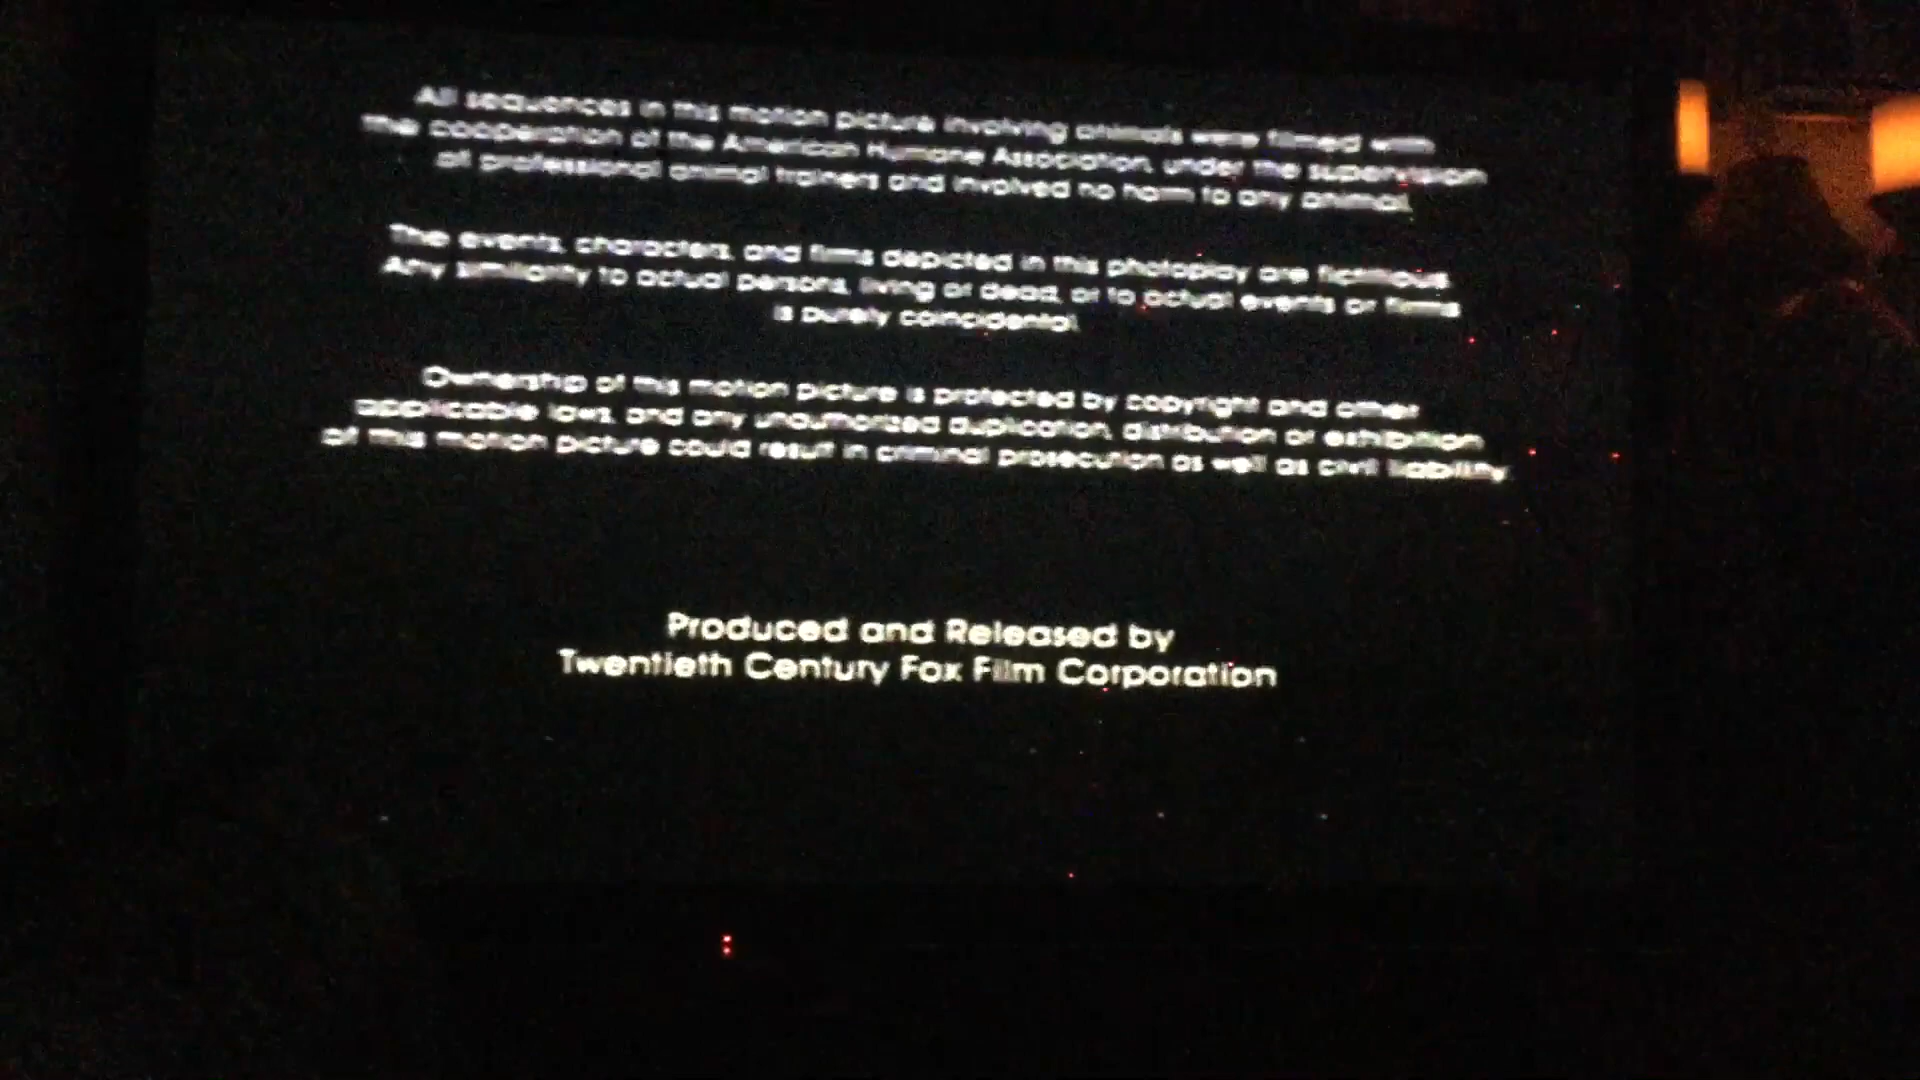 All sequences in this motion picture involving animals were filmed with
the cooperation of the American Humane Association, under the supervision
of professional animal trainers and involved no harm to any animal.
The events, characters, and firms depicted in this photoplay are fictitious.
Any similarity to actual persons, living or dead, or to actual events or firms
is purely coincidental.
Ownership of this motion picture is protected by copyright and other
applicable laws, and any unauthorized duplication, distribution or exhibition
of this motion picture could result in criminal prosecution as well as civil liability.
Produced and Released by
Twentieth Century Fox Film Corporation